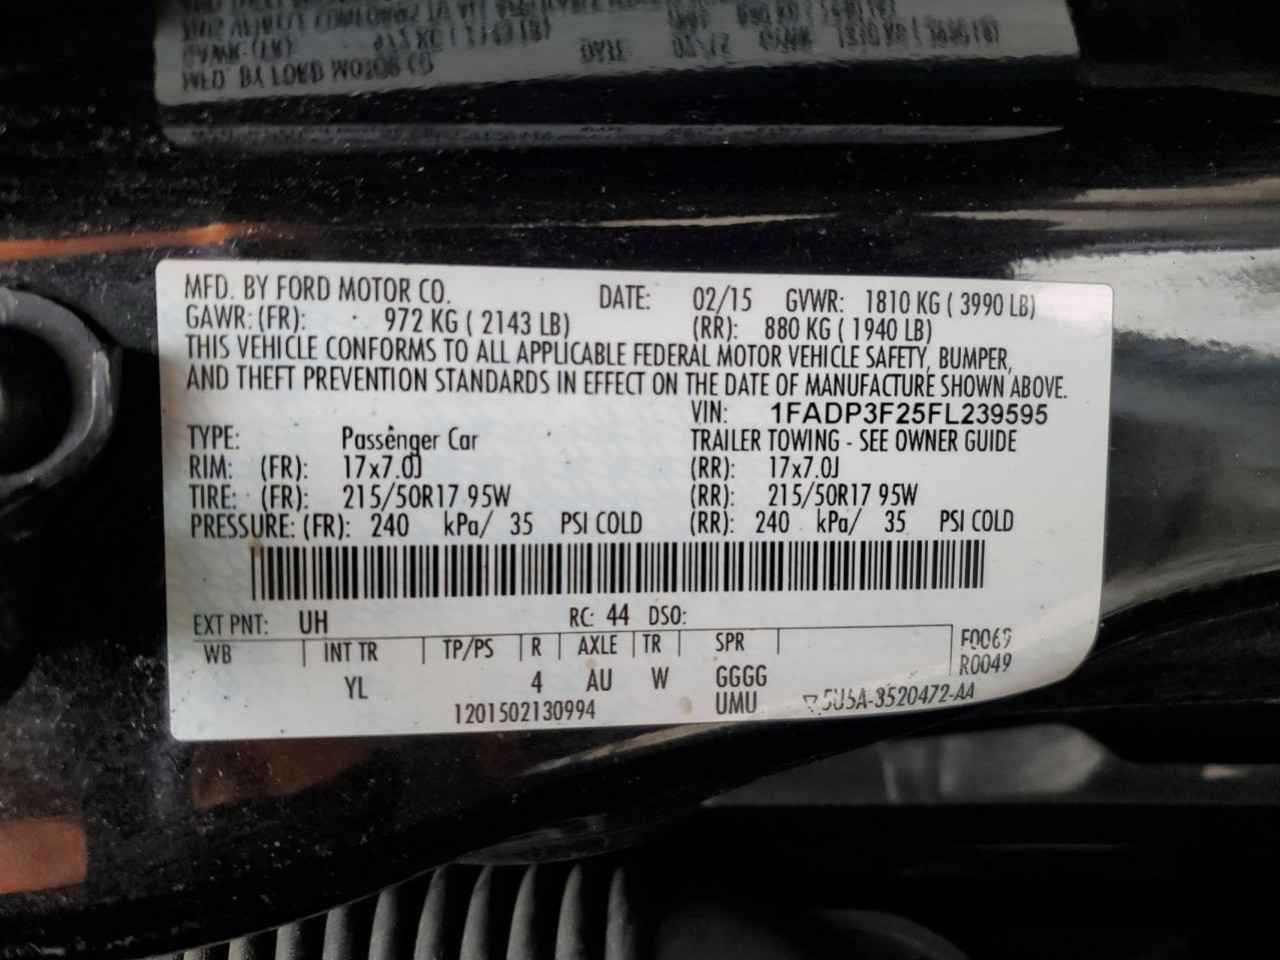 MFD. BY FORD MOTOR CO. DATE: 02/15 GVWR: 1810 KG ( 3990 LB)
GAWR: (FR): 972 KG ( 2143 LB) (RR): 880 KG ( 1940 LB)
THIS VEHICLE CONFORMS TO ALL APPLICABLE FEDERAL MOTOR VEHICLE SAFETY, BUMPER,
AND THEFT PREVENTION STANDARDS IN EFFECT ON THE DATE OF MANUFACTURE SHOWN ABOVE.
VIN: 1FADP3F25FL239595
TYPE: Passenger Car TRAILER TOWING - SEE OWNER GUIDE
RIM: (FR): 17x7.0J (RR): 17x7.0J
TIRE: (FR): 215/50R17 95W (RR): 215/50R17 95W
PRESSURE: (FR): 240 kPa/ 35 PSI COLD (RR): 240 kPa/ 35 PSI COLD
EXT PNT: UH RC: 44 DSO:
WB INT TR TP/PS R AXLE TR SPR F0069
YL 4 AU W GGGG R0049
1201502130994 UMU 5U5A-3520472-AA